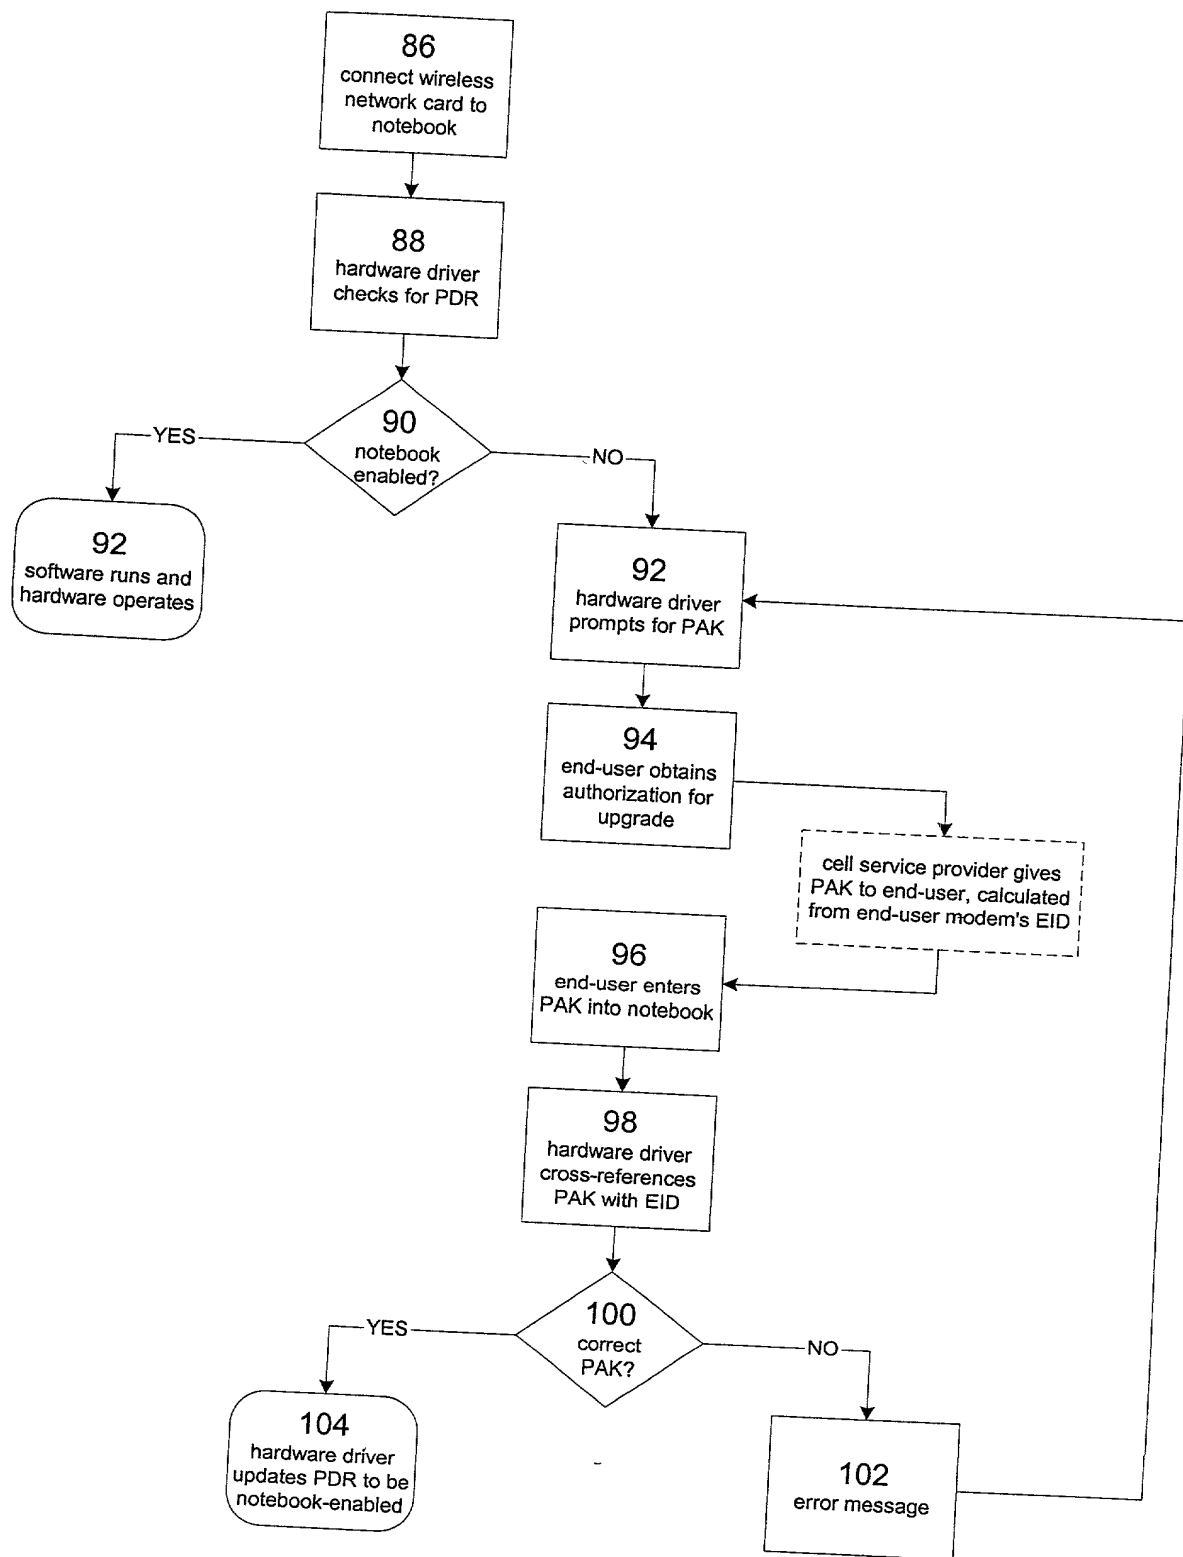 86
connect wireless
network card to
notebook
88
hardware driver
checks for PDR
90
notebook
enabled?
YES
NO
92
software runs and
hardware operates
92
hardware driver
prompts for PAK
94
end-user obtains
authorization for
upgrade
cell service provider gives
PAK to end-user, calculated
from end-user modem's EID
96
end-user enters
PAK into notebook
98
hardware driver
cross-references
PAK with EID
100
correct
PAK?
YES
NO
104
hardware driver
updates PDR to be
notebook-enabled
102
error message